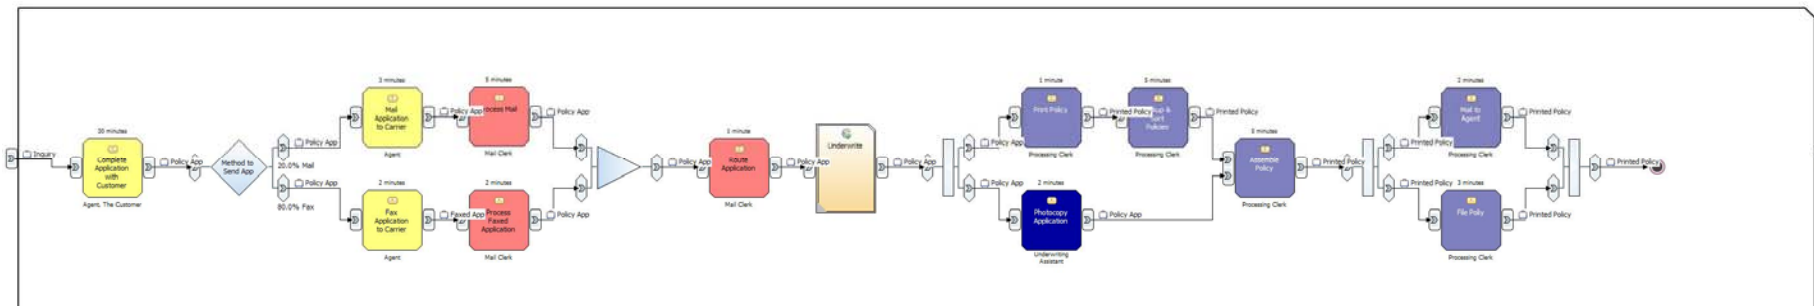 Inquiry
Complete
Application
with
Customer
Agent, The Customer
Policy App
Method to
Send App
Policy App
20.0% Mail
Policy App
80.0% Fax
3 minutes
Mail
Application
to Carrier
Agent
Policy App
5 minutes
Process Mail
Mail Clerk
Policy App
2 minutes
Fax
Application
to Carrier
Agent
Faxed App
2 minutes
Process
Faxed
Application
Mail Clerk
Policy App
Policy App
1 minute
Route
Application
Mail Clerk
Policy App
Underwrite
Policy App
Policy App
1 minute
Print Policy
Processing Clerk
Printed Policy
5 minutes
Policies
Processing Clerk
Printed Policy
Policy App
2 minutes
Photocopy
Application
Underwriting
Assistant
Policy App
Assemble
Policy
Processing Clerk
Printed Policy
Printed Policy
2 minutes
Mail to
Agent
Processing Clerk
Printed Policy
Printed Policy
3 minutes
File Poliy
Processing Clerk
Printed Policy
Printed Policy